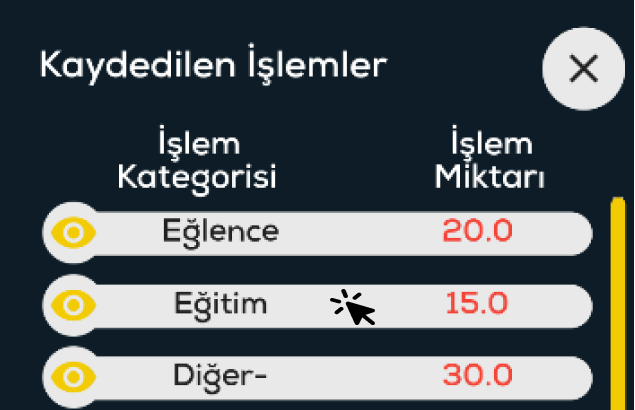 Kaydedilen İşlemler
İşlem Kategorisi
İşlem Miktarı
Eğlence 20.0
Eğitim 15.0
Diğer- 30.0